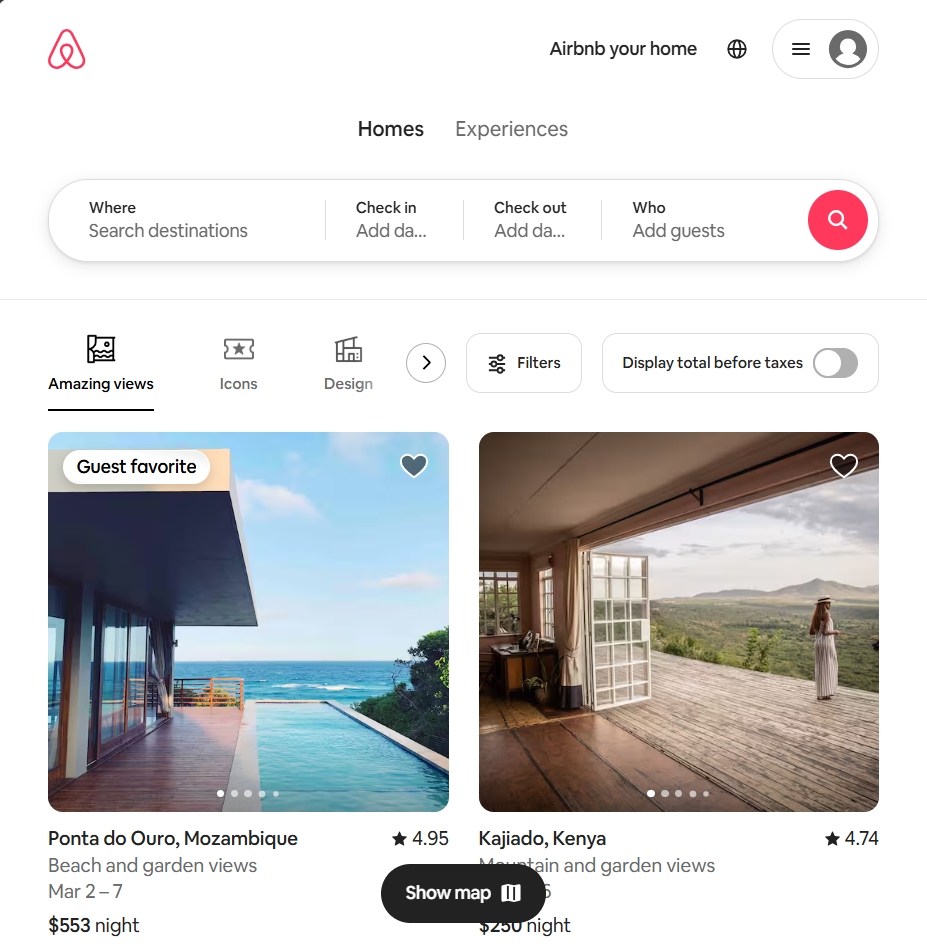 Airbnb your home
Homes Experiences
Where Check in Check out Who
Search destinations Add da... Add da... Add guests
Amazing views Icons Design Filters Display total before taxes
Guest favorite
Ponta do Ouro, Mozambique 4.95 Kajiado, Kenya 4.74
Beach and garden views Mountain and garden views
Mar 2 – 7
Show map
$553 night $250 night